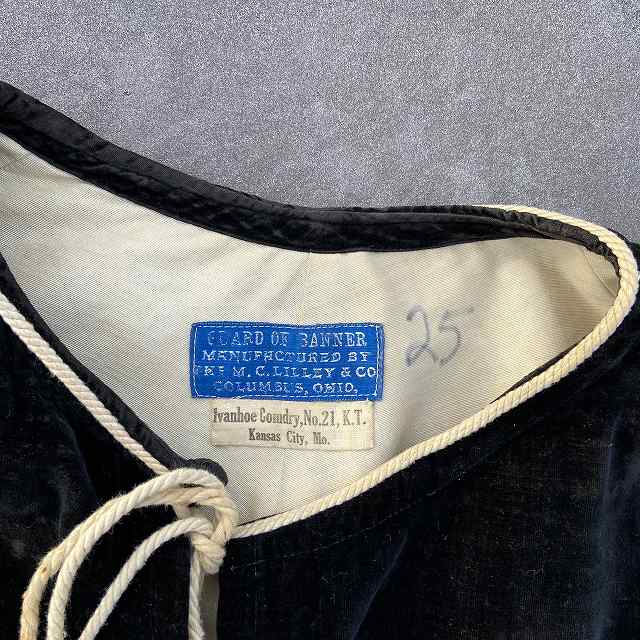 GUARD OF BANNER
MANUFACTURED BY
THE M. C. LILLEY & CO
COLUMBUS, OHIO.
Ivanhoe Comdry, No. 21, K.T.
Kansas City, Mo.
25